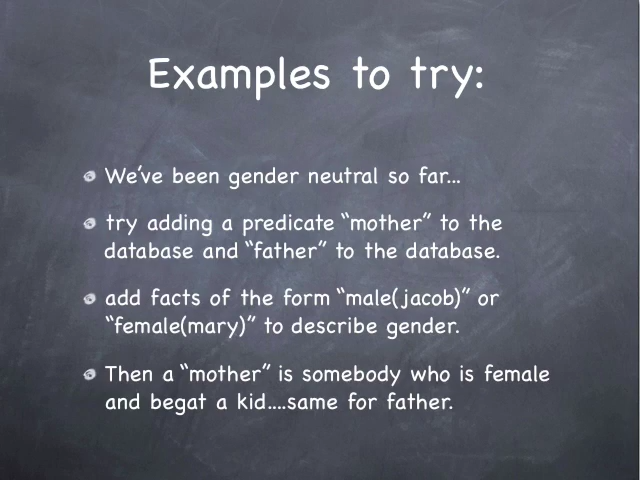 Examples to try:
We've been gender neutral so far...
try adding a predicate “mother” to the
database and “father” to the database.
add facts of the form “male(jacob)” or
“female(mary)” to describe gender.
Then a “mother” is somebody who is female
and begat a kid....same for father.